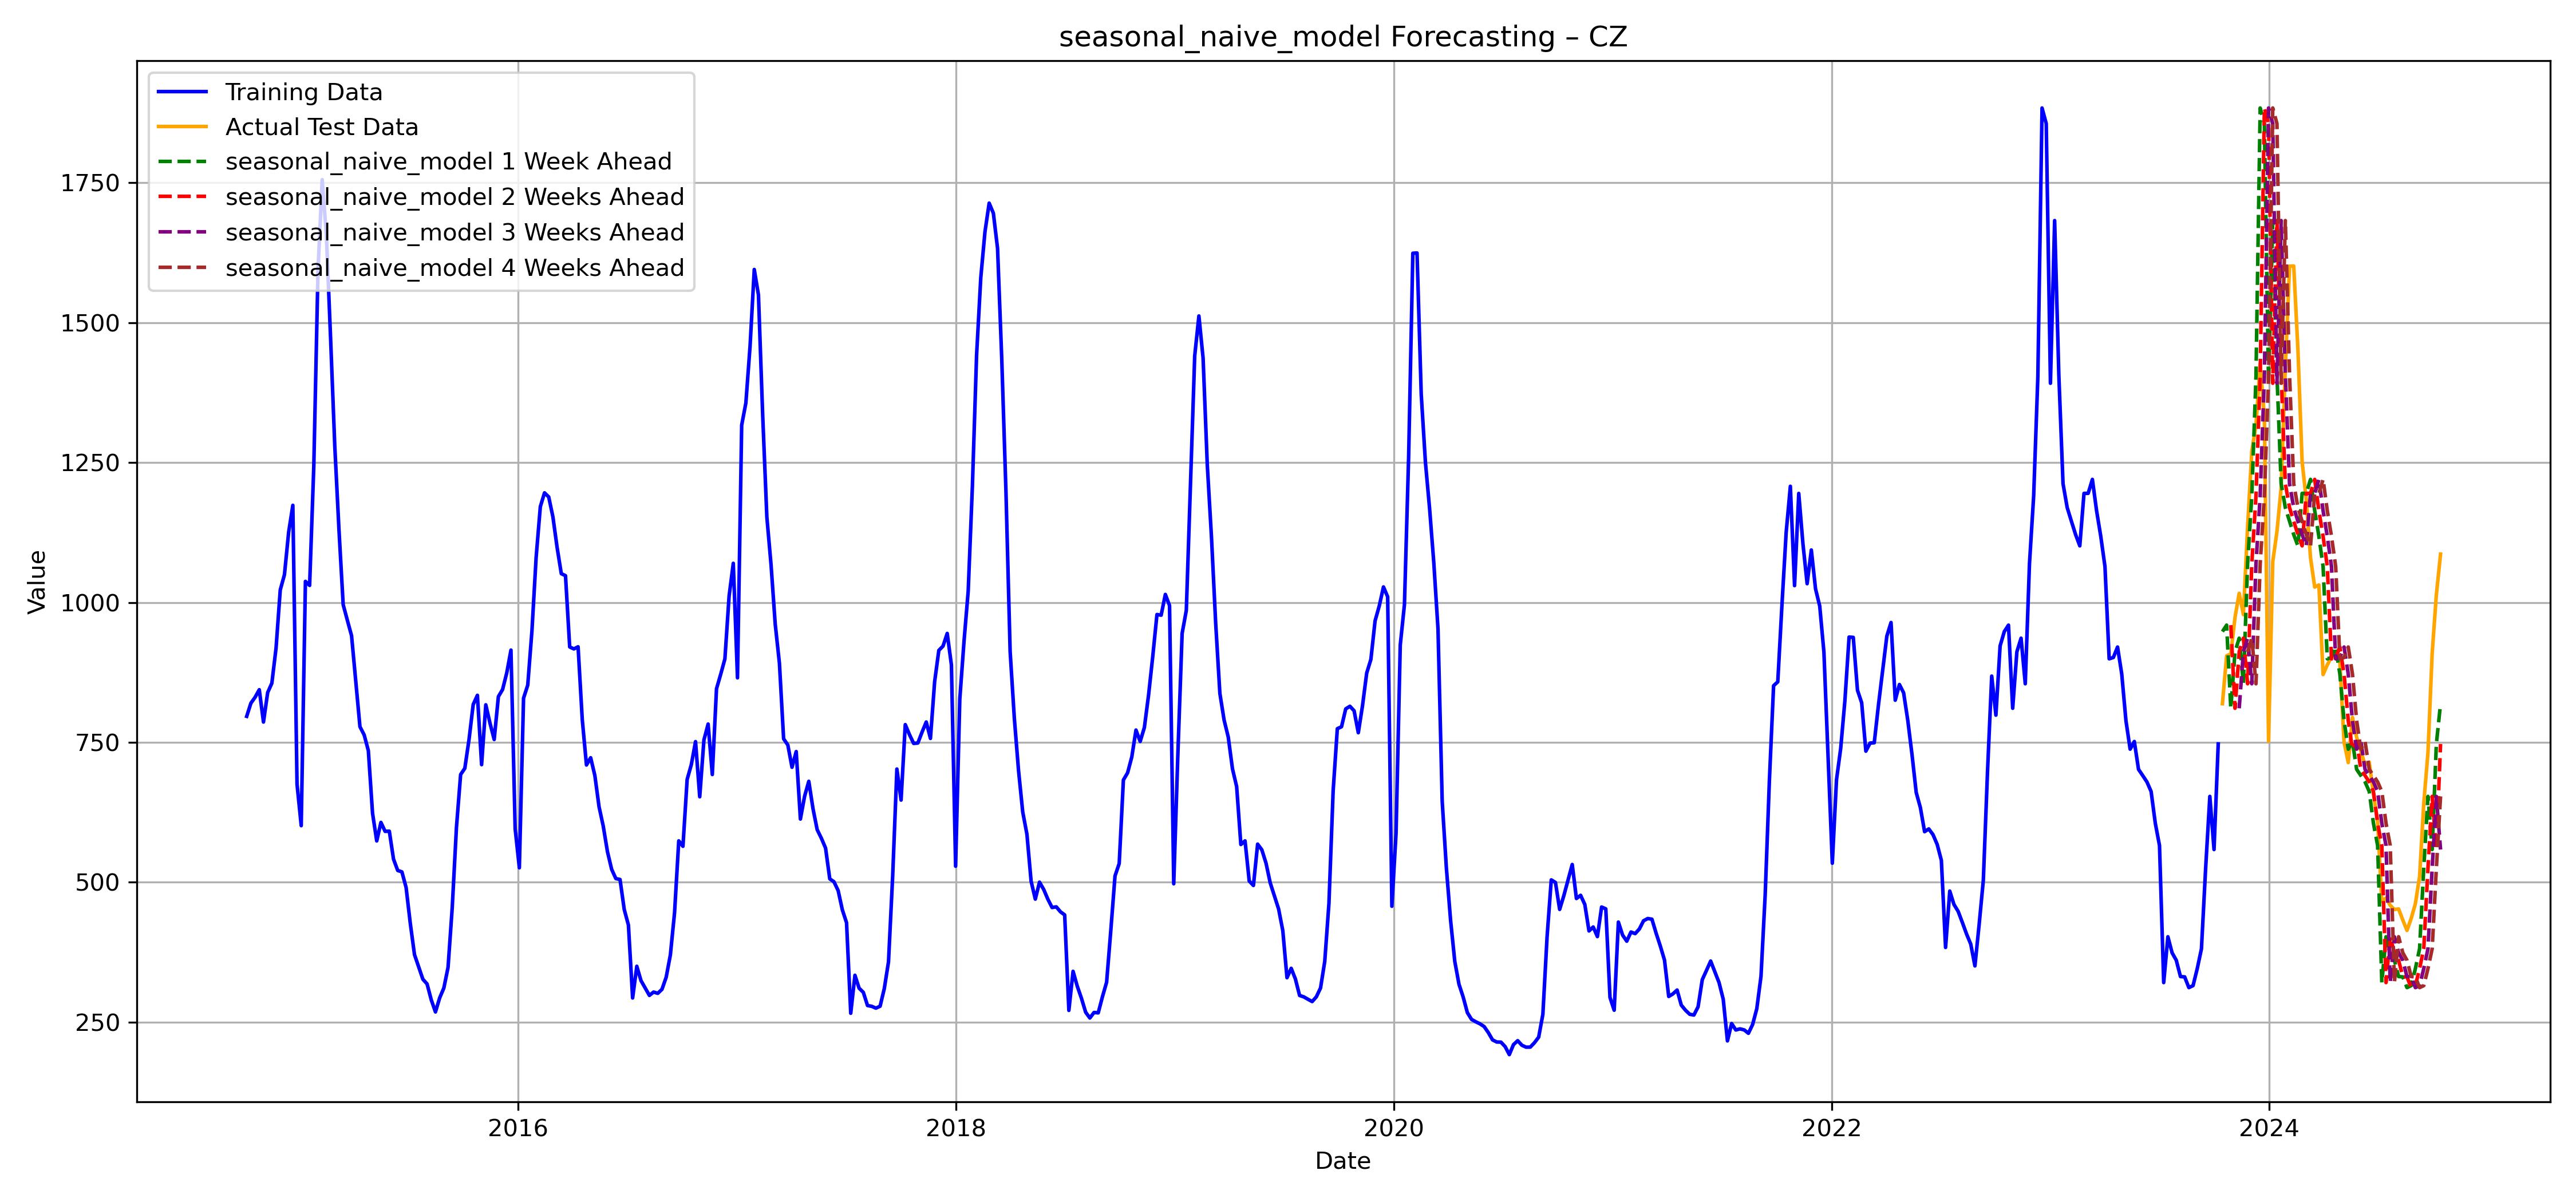 seasonal_naive_model Forecasting – CZ
Training Data
Actual Test Data
seasonal_naive_model 1 Week Ahead
seasonal_naive_model 2 Weeks Ahead
seasonal_naive_model 3 Weeks Ahead
seasonal_naive_model 4 Weeks Ahead
Value
1750
1500
1250
1000
750
500
250
2016
2018
2020
2022
2024
Date